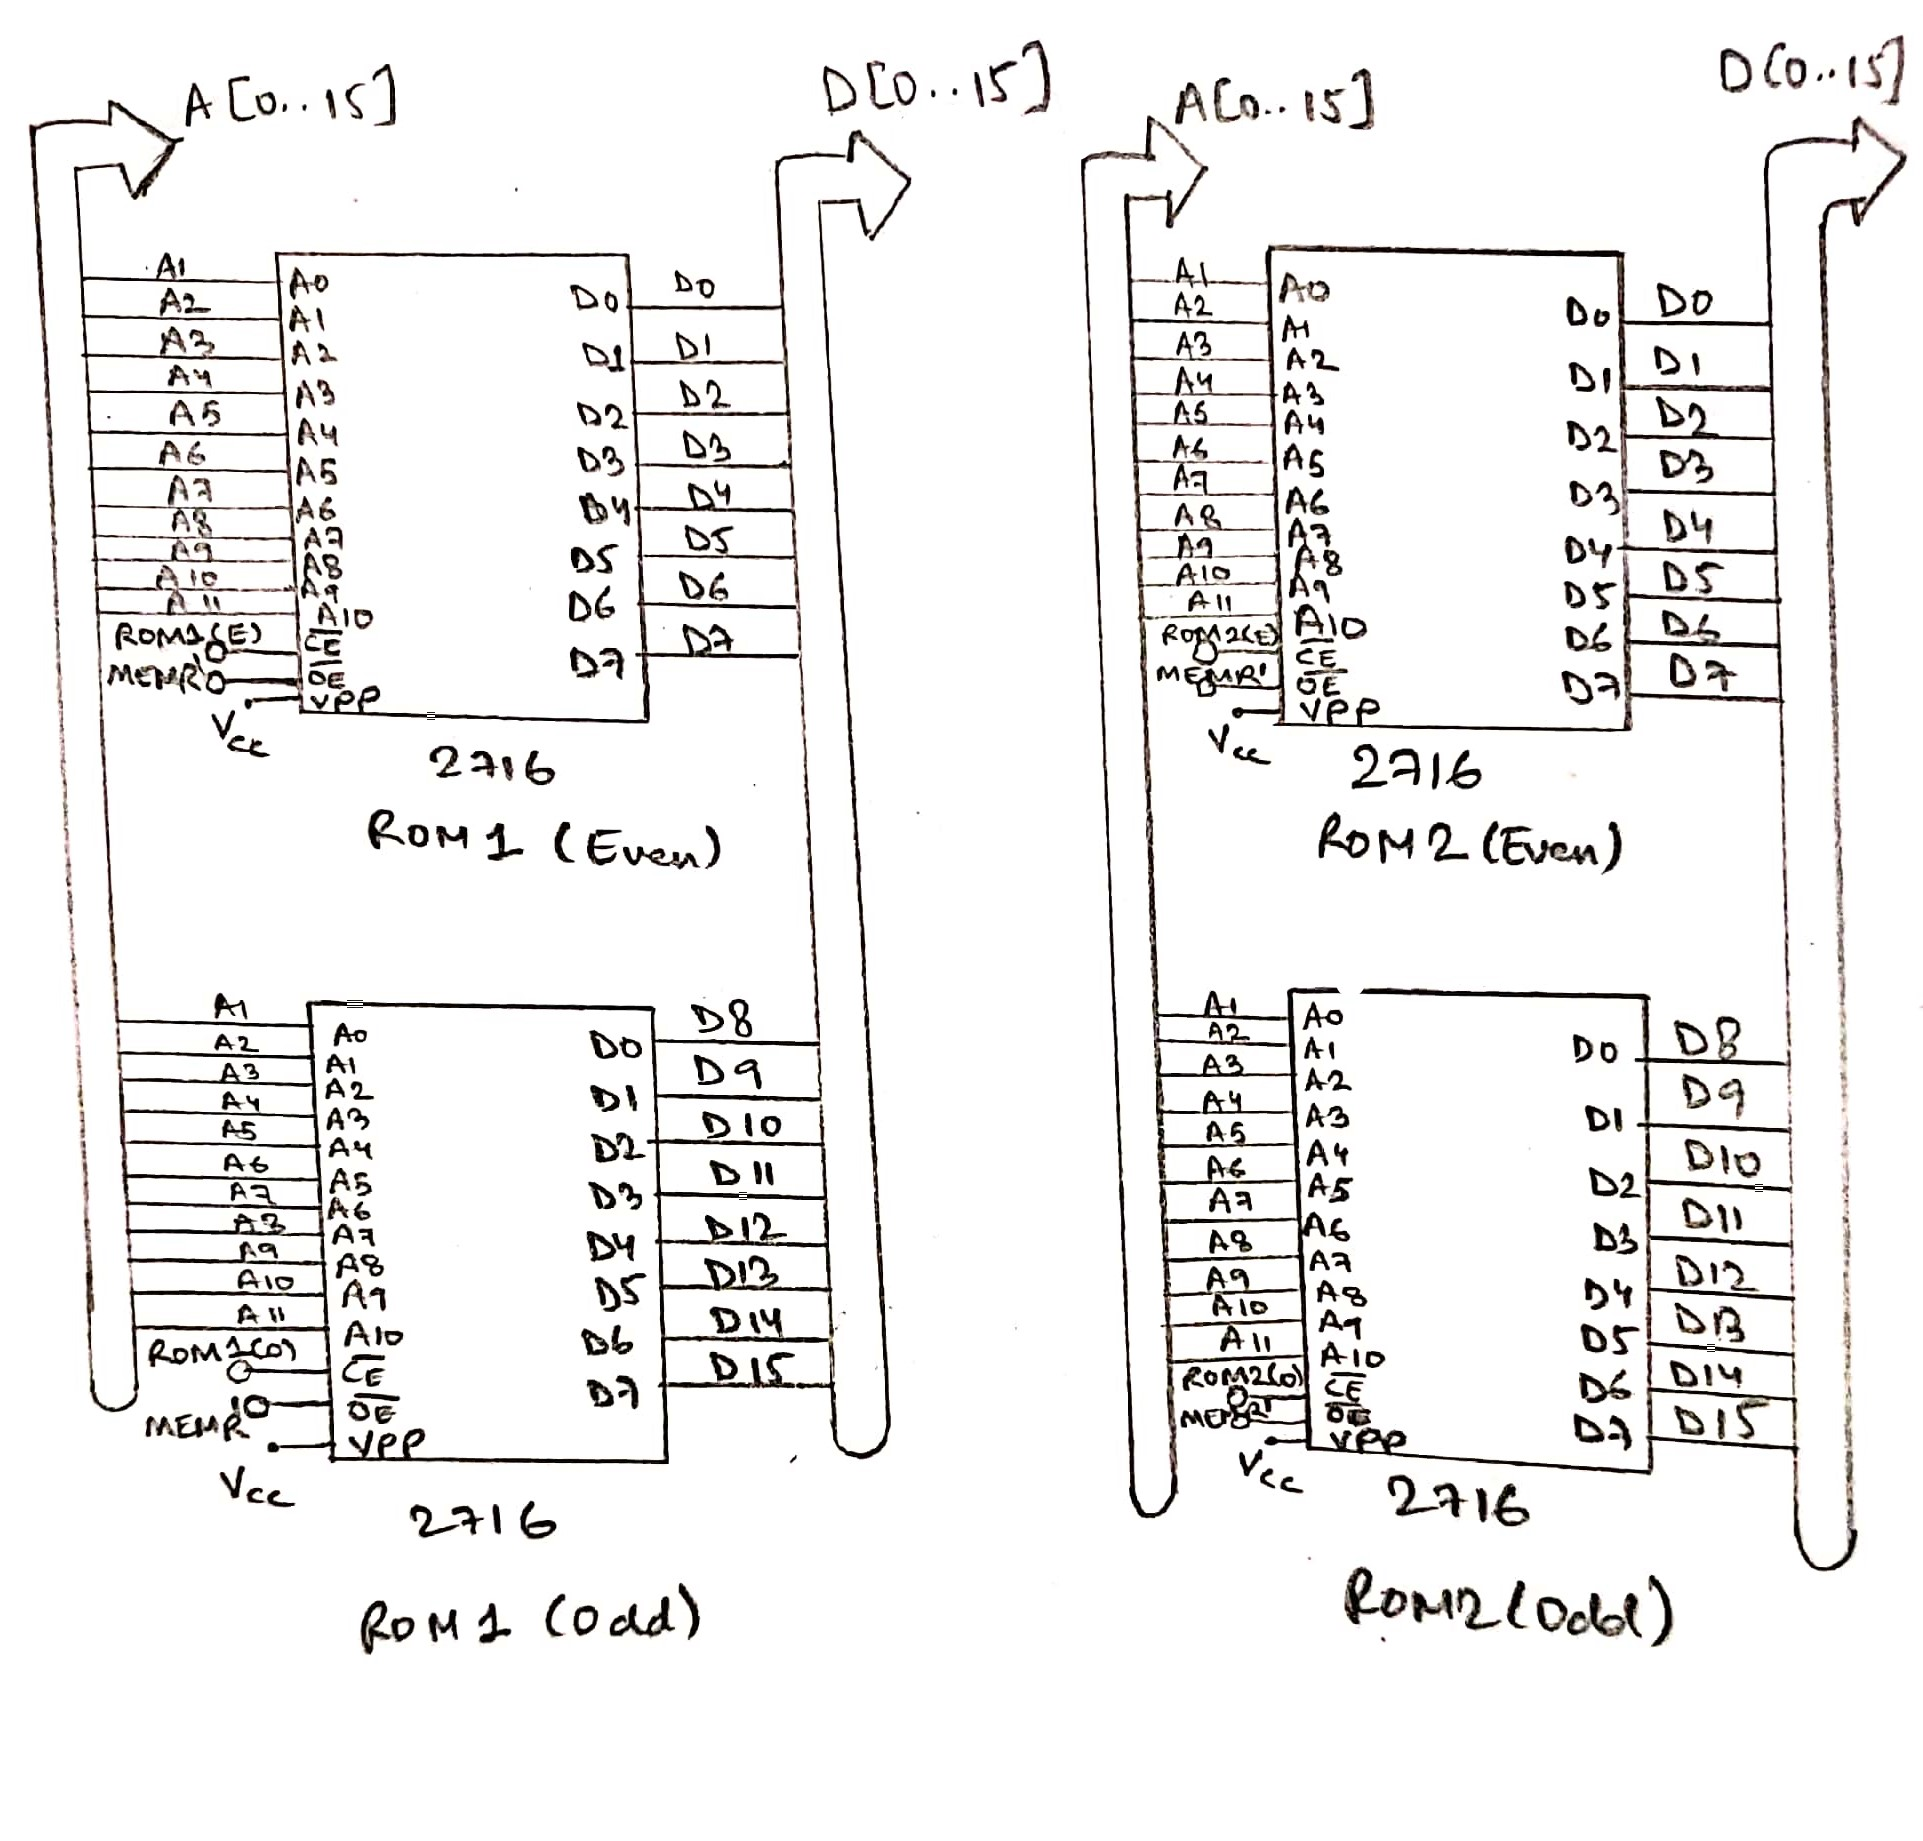 A[0..15]
D[0..15]
A1
A2
A3
A4
A5
A6
A7
A8
A9
A10
A11
ROM1(E)
MEMR'
Vcc
A0
A1
A2
A3
A4
A5
A6
A7
A8
A9
A10
CE
OE
VPP
D0
D1
D2
D3
D4
D5
D6
D7
D0
D1
D2
D3
D4
D5
D6
D7
2716
ROM 1 (Even)
A1
A2
A3
A4
A5
A6
A7
A8
A9
A10
A11
ROM1(O)
MEMR'
Vcc
A0
A1
A2
A3
A4
A5
A6
A7
A8
A9
A10
CE
OE
VPP
D0
D1
D2
D3
D4
D5
D6
D7
D8
D9
D10
D11
D12
D13
D14
D15
2716
ROM 1 (Odd)
A[0..15]
D[0..15]
A1
A2
A3
A4
A5
A6
A7
A8
A9
A10
A11
ROM2(E)
MEMR'
Vcc
A0
A1
A2
A3
A4
A5
A6
A7
A8
A9
A10
CE
OE
VPP
D0
D1
D2
D3
D4
D5
D6
D7
D0
D1
D2
D3
D4
D5
D6
D7
2716
ROM 2 (Even)
A1
A2
A3
A4
A5
A6
A7
A8
A9
A10
A11
ROM2(O)
MEMR'
Vcc
A0
A1
A2
A3
A4
A5
A6
A7
A8
A9
A10
CE
OE
VPP
D0
D1
D2
D3
D4
D5
D6
D7
D8
D9
D10
D11
D12
D13
D14
D15
2716
ROM2 (Odd)